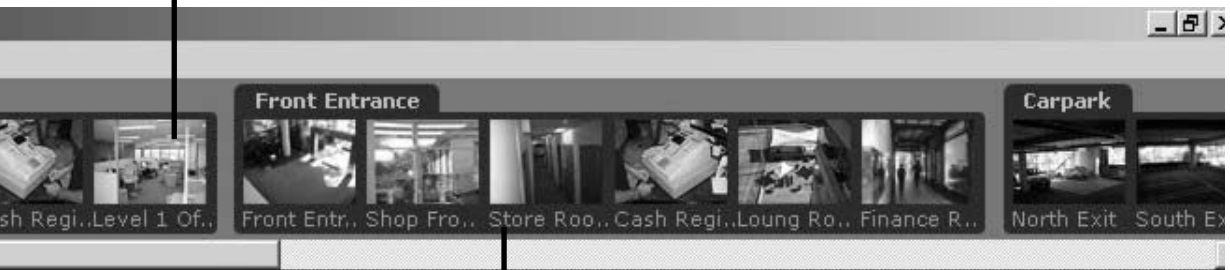 Front Entrance Carpark
sh Regi.. Level 1 Of.. Front Entr.. Shop Fro.. Store Roo.. Cash Regi.. Loung Ro.. Finance R.. North Exit South Ex